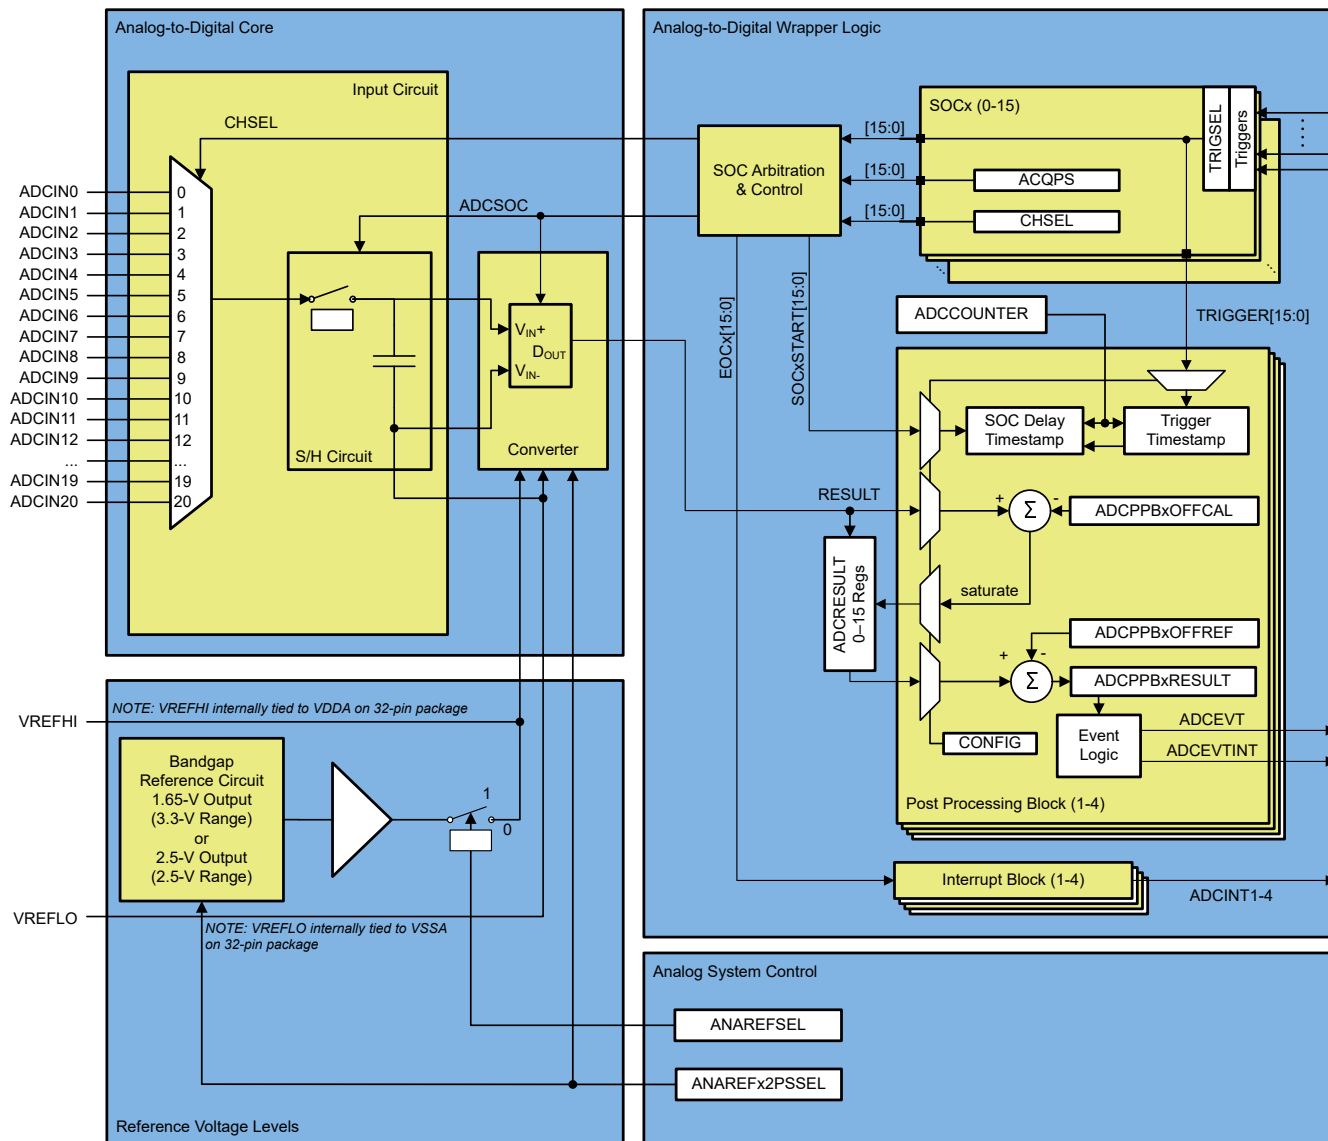 Analog-to-Digital Core
Input Circuit
CHSEL
ADCIN0
ADCIN1
ADCIN2
ADCIN3
ADCIN4
ADCIN5
ADCIN6
ADCIN7
ADCIN8
ADCIN9
ADCIN10
ADCIN11
ADCIN12
...
ADCIN19
ADCIN20
0
1
2
3
4
5
6
7
8
9
10
11
12
...
19
20
ADCSOC
S/H Circuit
VIN+
DOUT
VIN-
Converter
Analog-to-Digital Wrapper Logic
SOCx (0-15)
TRIGSEL
Triggers
[15:0]
[15:0]
[15:0]
ACQPS
CHSEL
SOC Arbitration
& Control
EOCx[15:0]
SOCxSTART[15:0]
ADCCOUNTER
TRIGGER[15:0]
SOC Delay
Timestamp
Trigger
Timestamp
RESULT
+
-
Σ
ADCPPBxOFFCAL
saturate
ADCRESULT
0–15 Regs
ADCPPBxOFFREF
+
-
Σ
ADCPPBxRESULT
CONFIG
Event
Logic
ADCEVT
ADCEVTINT
Post Processing Block (1-4)
Interrupt Block (1-4)
ADCINT1-4
VREFHI
NOTE: VREFHI internally tied to VDDA on 32-pin package
Bandgap
Reference Circuit
1.65-V Output
(3.3-V Range)
or
2.5-V Output
(2.5-V Range)
1
0
VREFLO
NOTE: VREFLO internally tied to VSSA
on 32-pin package
Reference Voltage Levels
Analog System Control
ANAREFSEL
ANAREFx2PSSEL